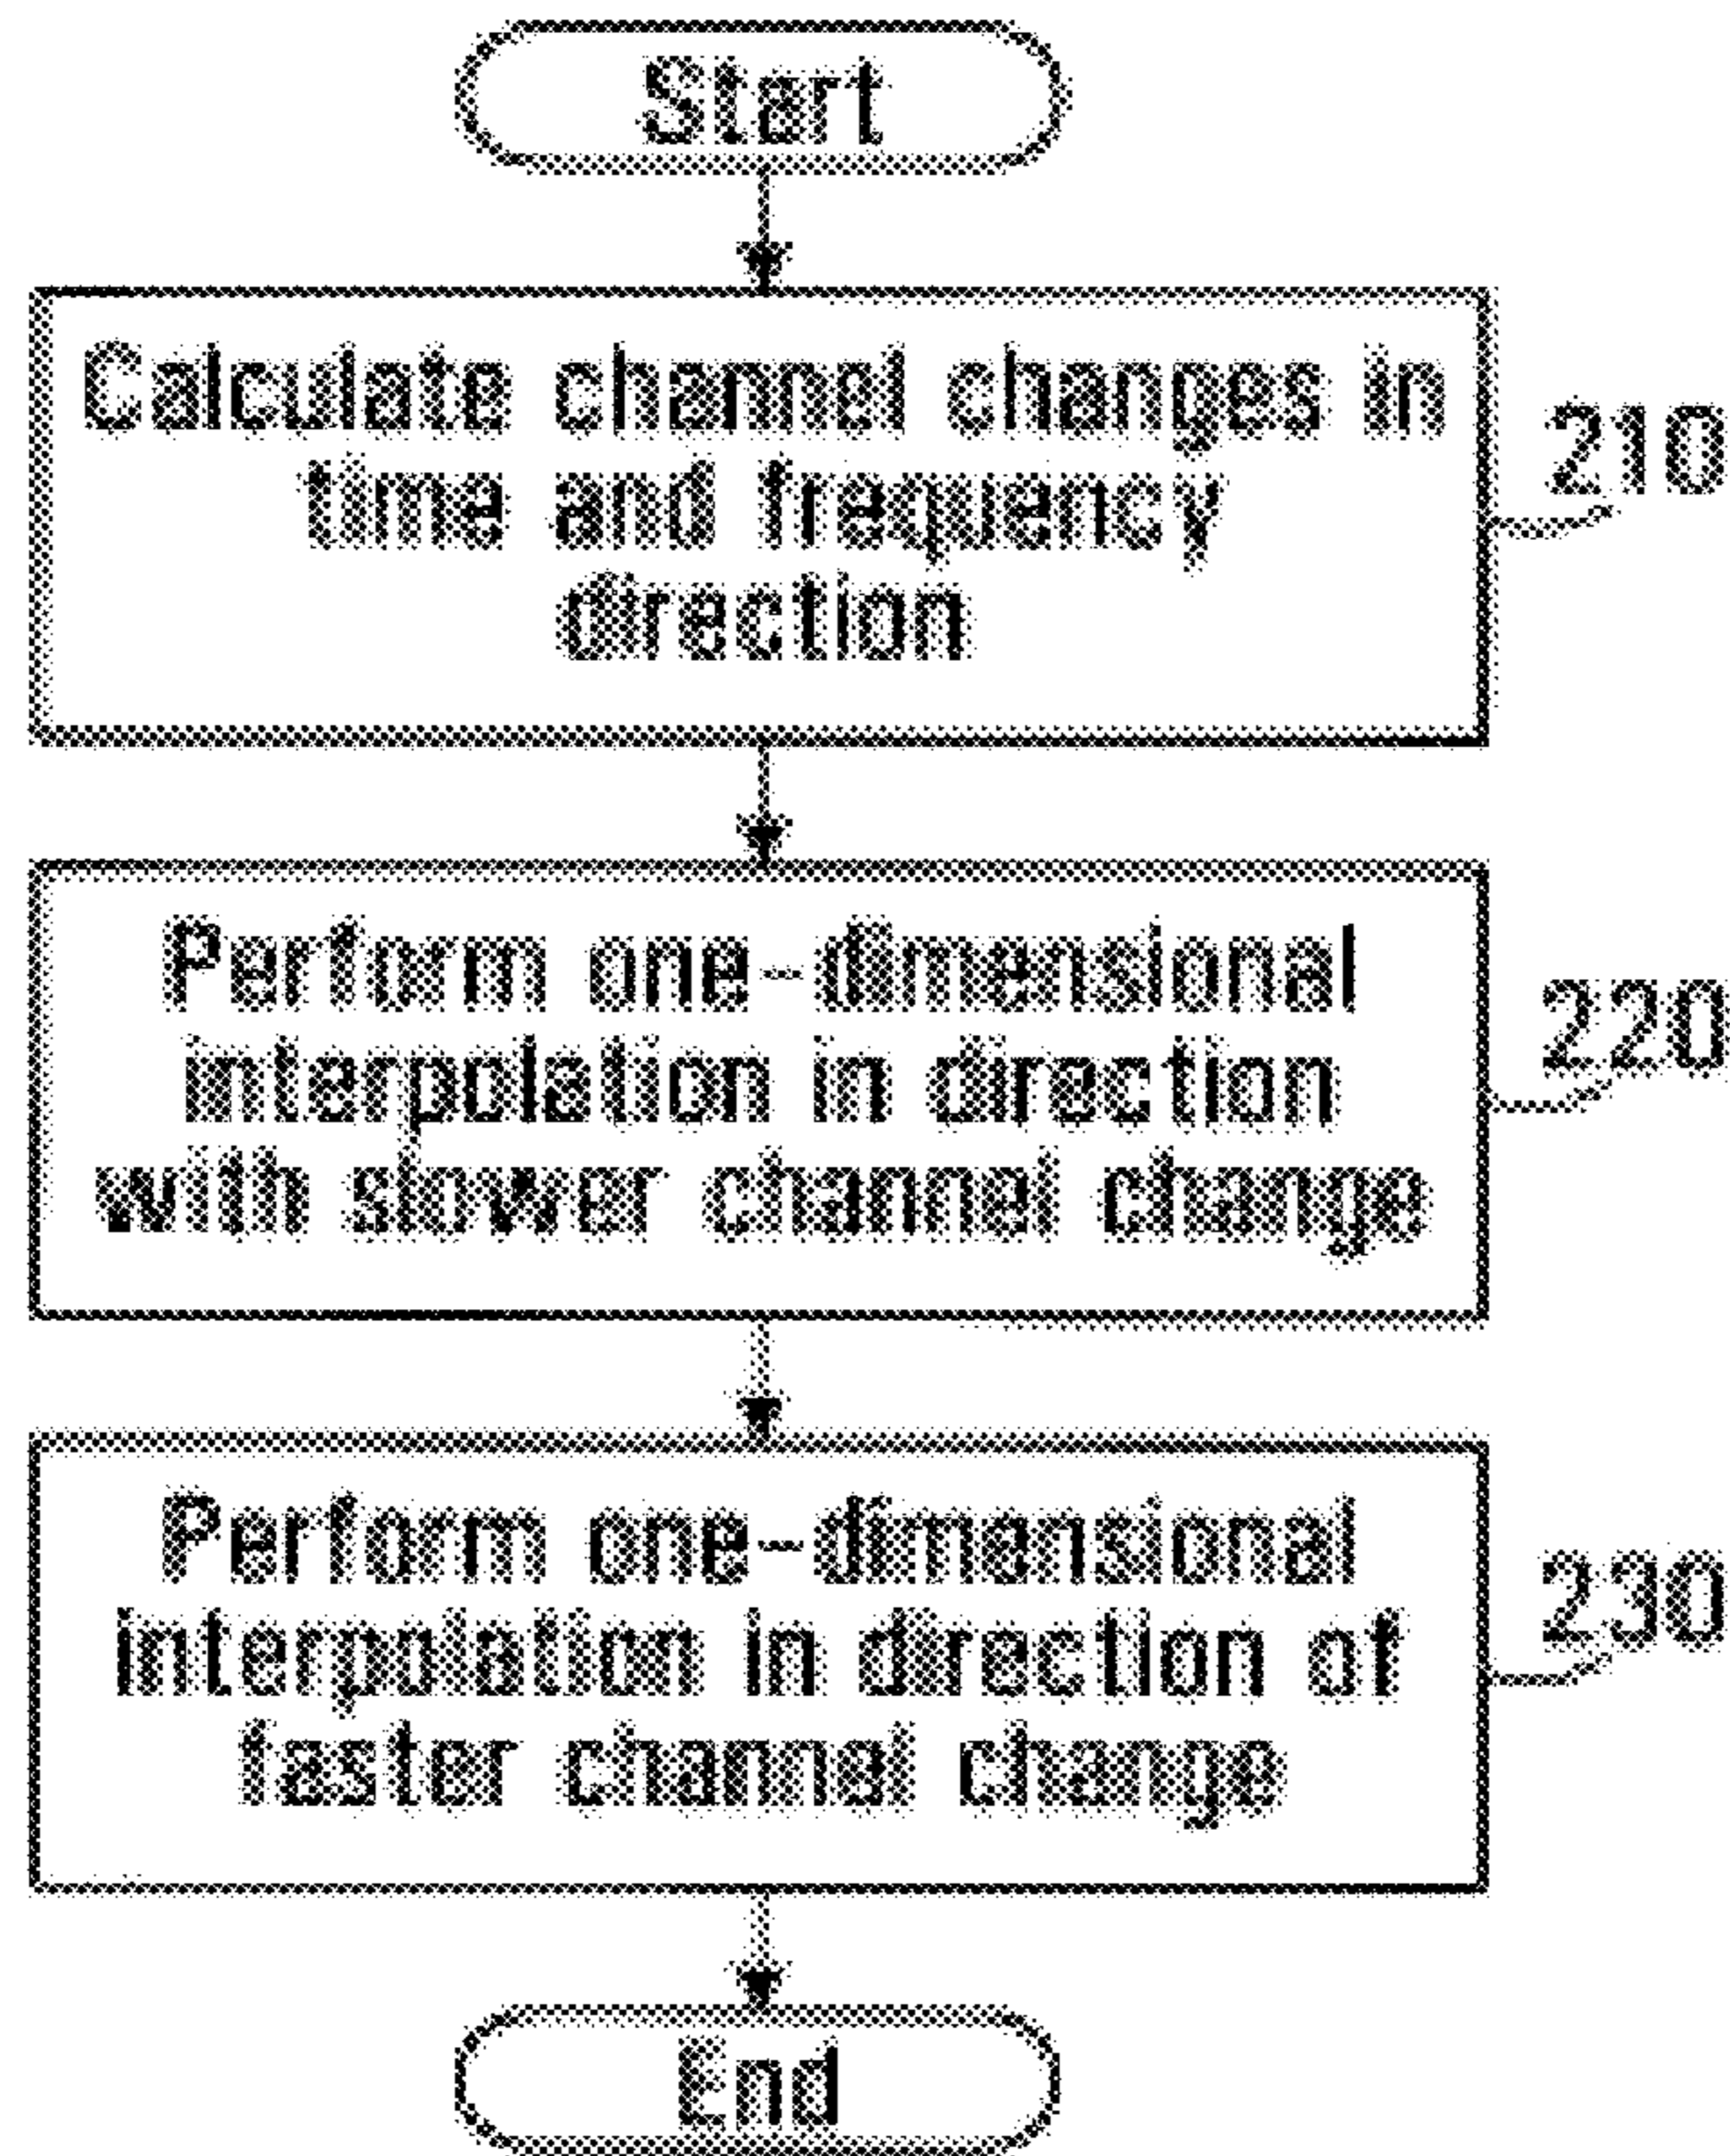 Start
Calculate channel changes in
time and frequency
direction
210
Perform one-dimensional
interpolation in direction
with slower channel change
220
Perform one-dimensional
interpolation in direction of
faster channel change
230
End